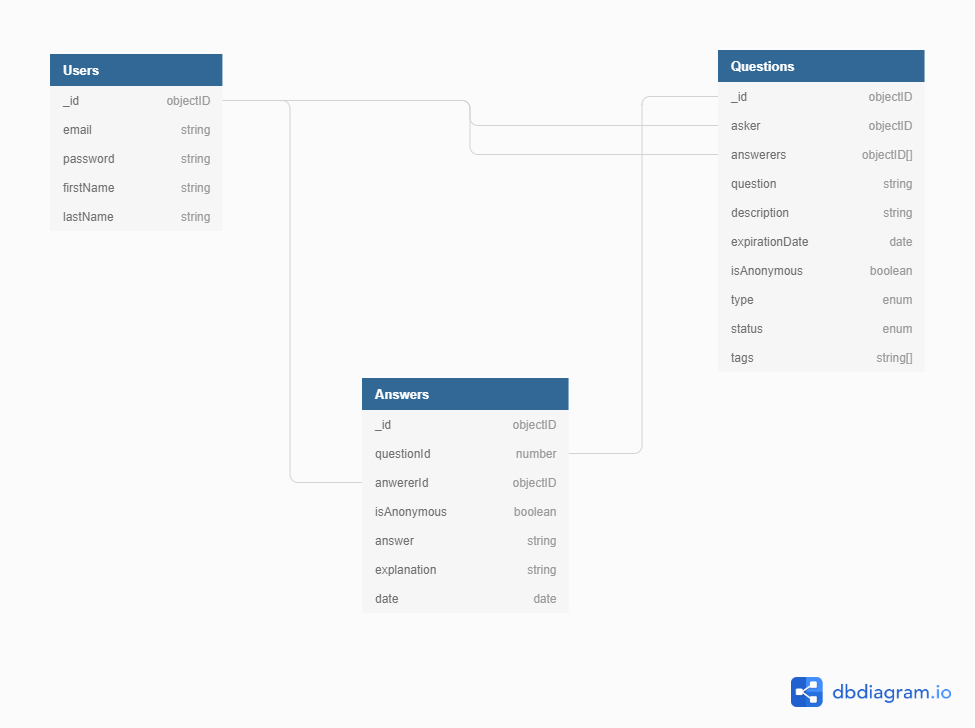 Users
_id objectID
email string
password string
firstName string
lastName string
Questions
_id objectID
asker objectID
answerers objectID[]
question string
description string
expirationDate date
isAnonymous boolean
type enum
status enum
tags string[]
Answers
_id objectID
questionId number
anwererId objectID
isAnonymous boolean
answer string
explanation string
date date
dbdiagram.io